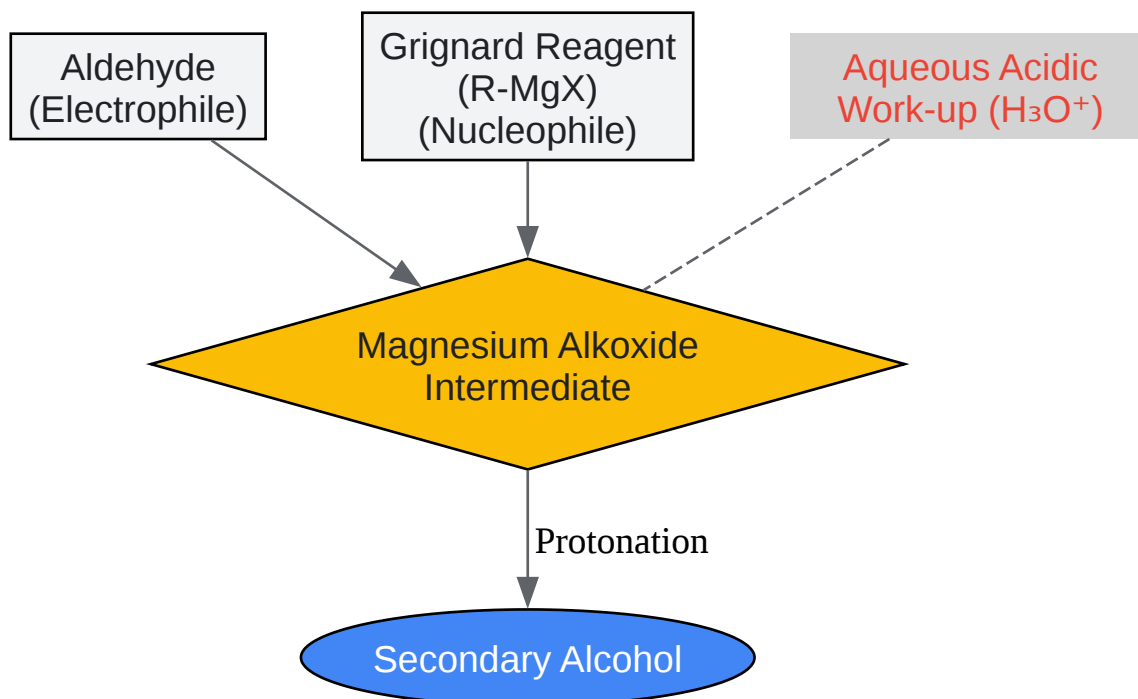 Aldehyde
(Electrophile)
Grignard Reagent
(R-MgX)
(Nucleophile)
Aqueous Acidic
Work-up (H₃O⁺)
Magnesium Alkoxide
Intermediate
Protonation
Secondary Alcohol